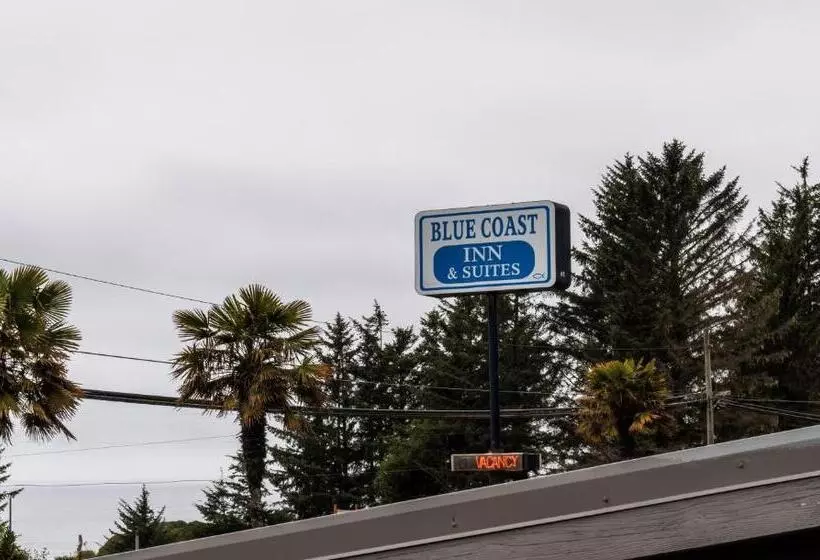 BLUE COAST
INN
& SUITES
VACANCY